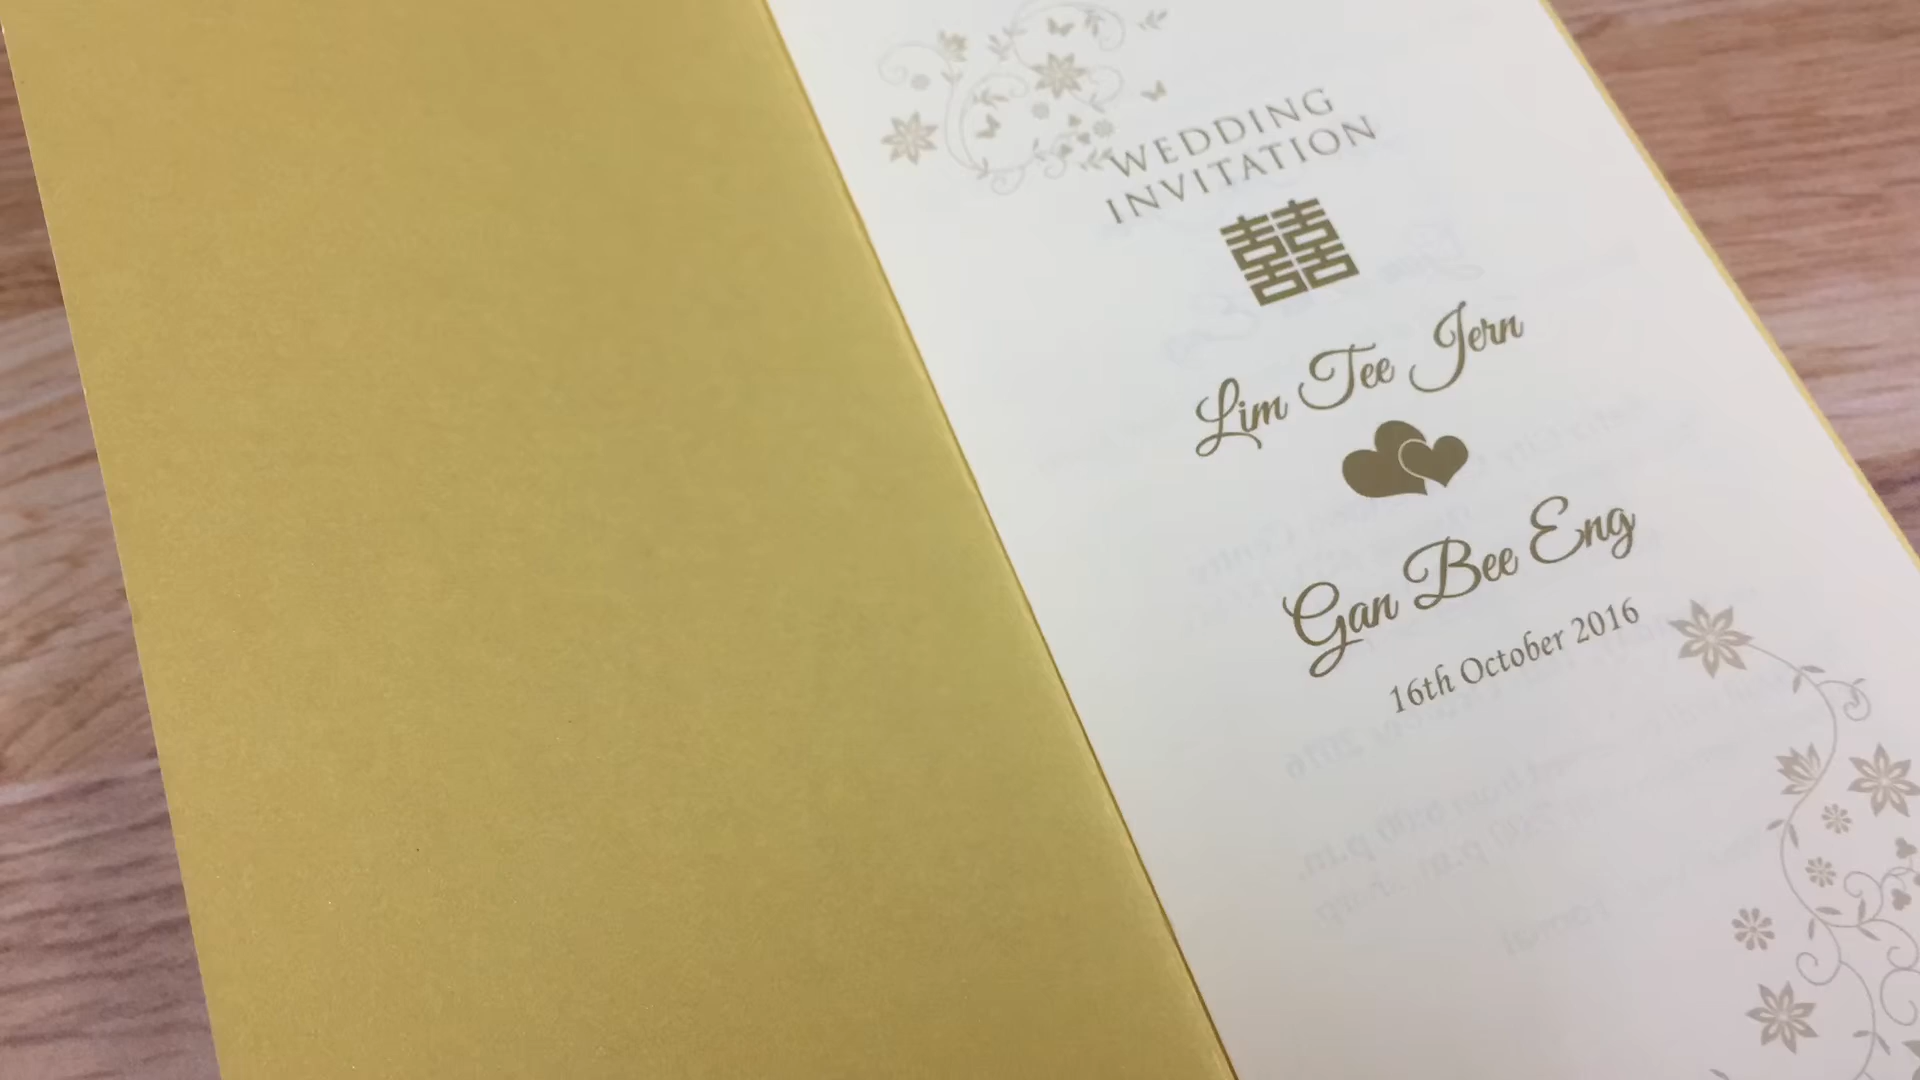 WEDDING
INVITATION
囍
Lim Tee Jern
Gan Bee Eng
16th October 2016